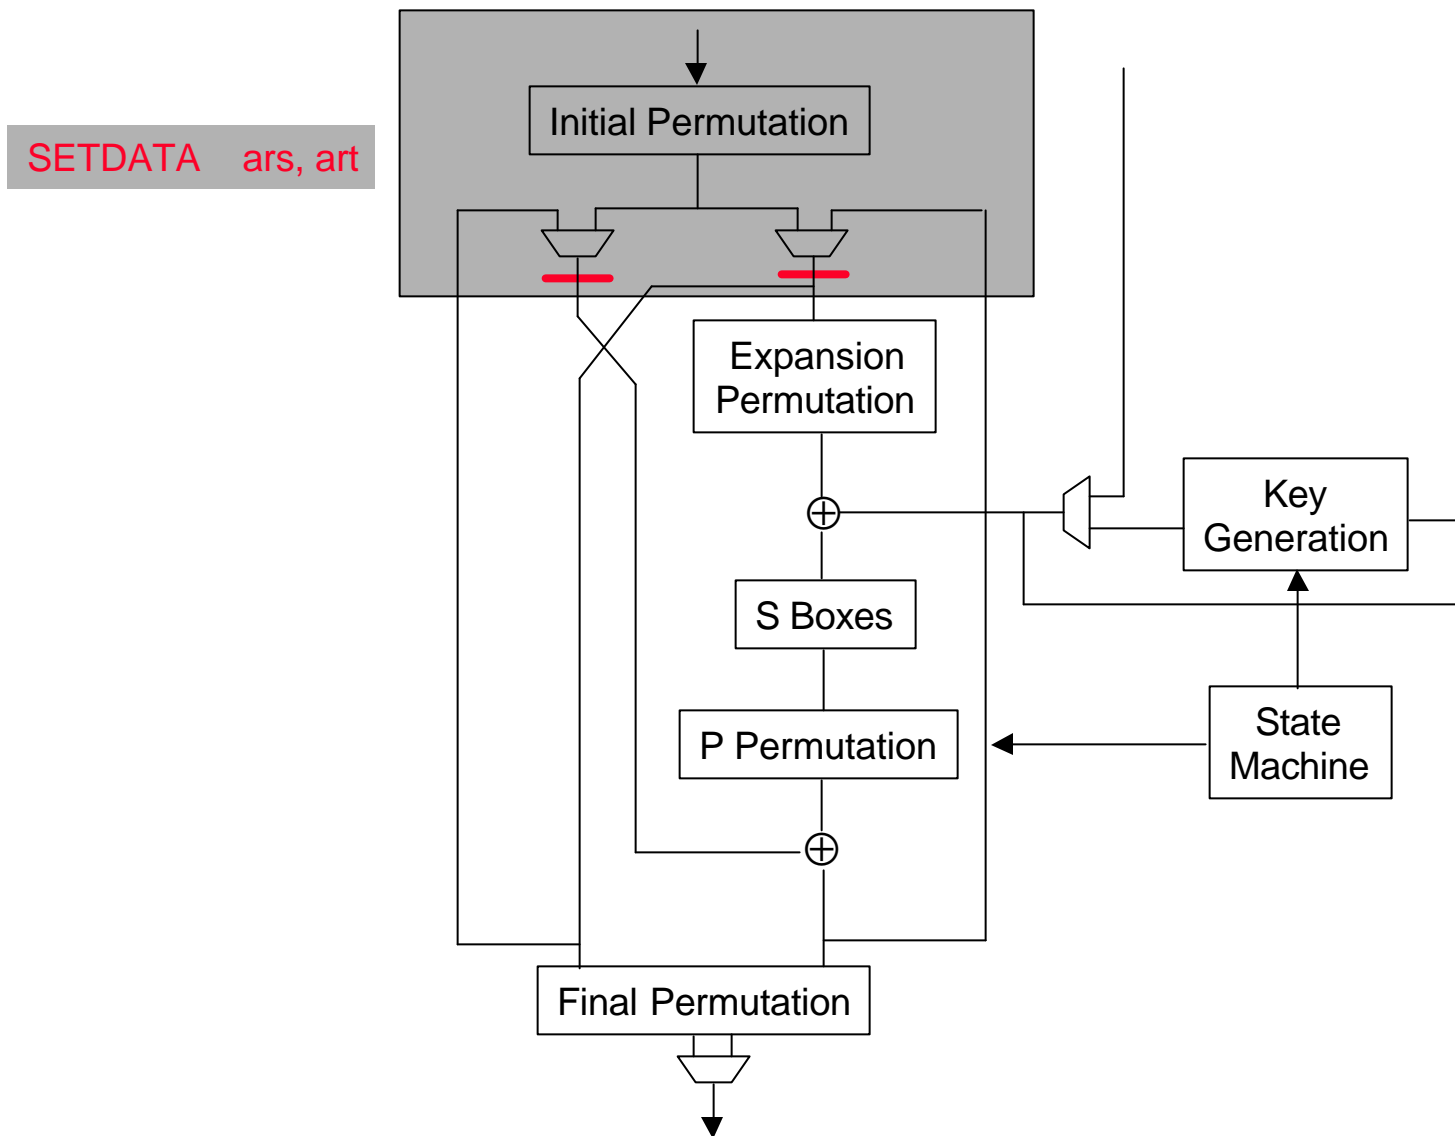 Initial Permutation
SETDATA ars, art
Expansion
Permutation
Key
Generation
S Boxes
State
Machine
P Permutation
Final Permutation